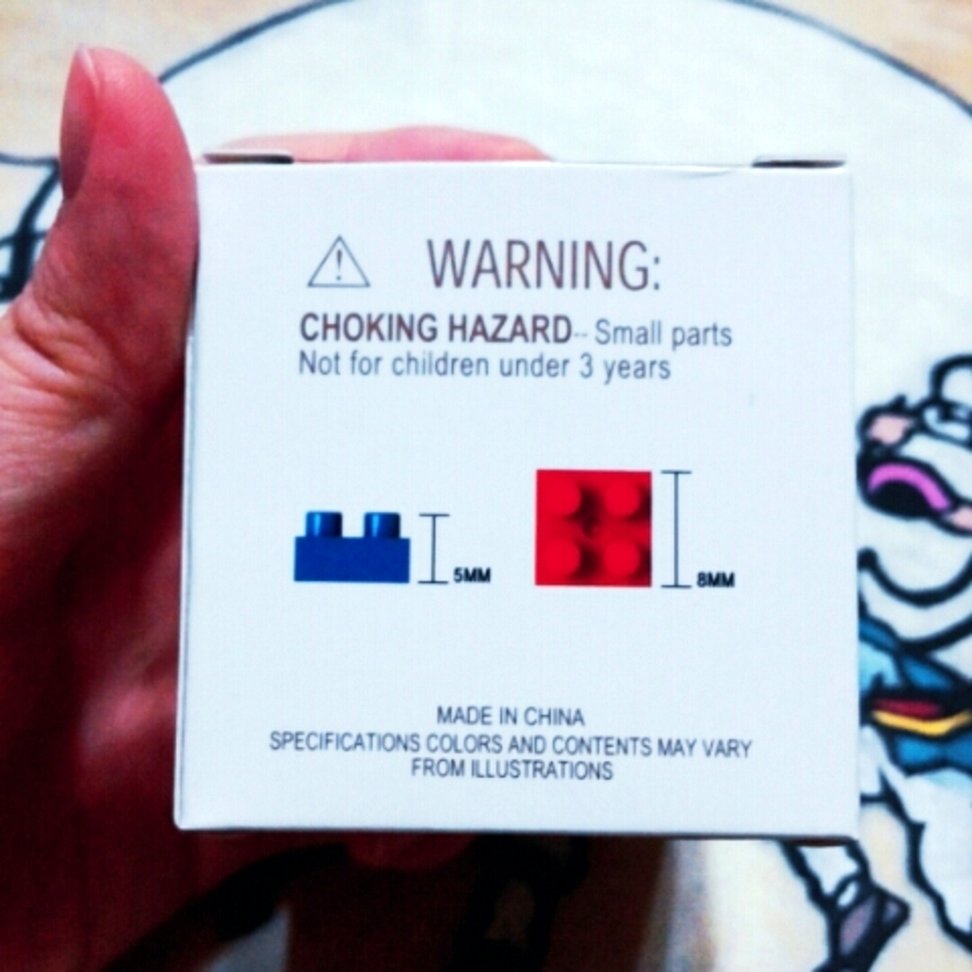 WARNING:
CHOKING HAZARD-- Small parts
Not for children under 3 years
5MM
8MM
MADE IN CHINA
SPECIFICATIONS COLORS AND CONTENTS MAY VARY
FROM ILLUSTRATIONS